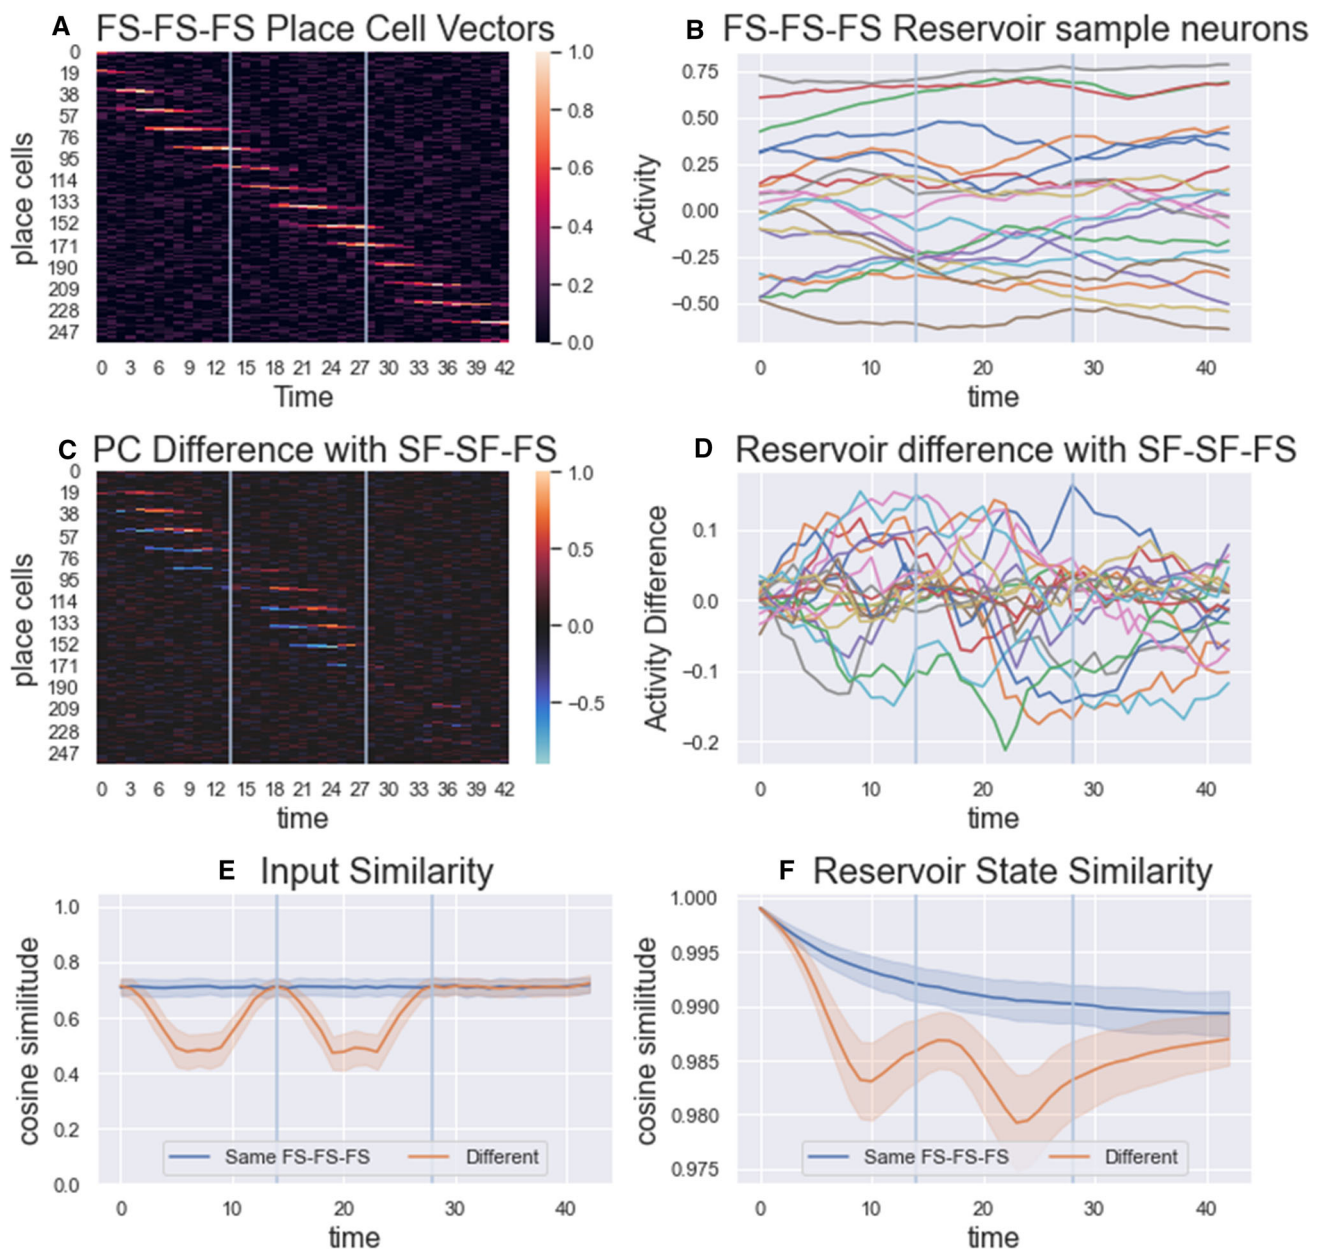 A FS-FS-FS Place Cell Vectors
place cells
0
19
38
57
76
95
114
133
152
171
190
209
228
247
0 3 6 9 12 15 18 21 24 27 30 33 36 39 42
Time
1.0
0.8
0.6
0.4
0.2
0.0
B FS-FS-FS Reservoir sample neurons
Activity
0.75
0.50
0.25
0.00
−0.25
−0.50
0 10 20 30 40
time
C PC Difference with SF-SF-FS
place cells
0
19
38
57
76
95
114
133
152
171
190
209
228
247
0 3 6 9 12 15 18 21 24 27 30 33 36 39 42
time
1.0
0.5
0.0
−0.5
D Reservoir difference with SF-SF-FS
Activity Difference
0.1
0.0
−0.1
−0.2
0 10 20 30 40
time
E Input Similarity
cosine similitude
1.0
0.8
0.6
0.4
0.2
0.0
Same FS-FS-FS Different
0 10 20 30 40
time
F Reservoir State Similarity
cosine similitude
1.000
0.995
0.990
0.985
0.980
0.975
Same FS-FS-FS Different
0 10 20 30 40
time